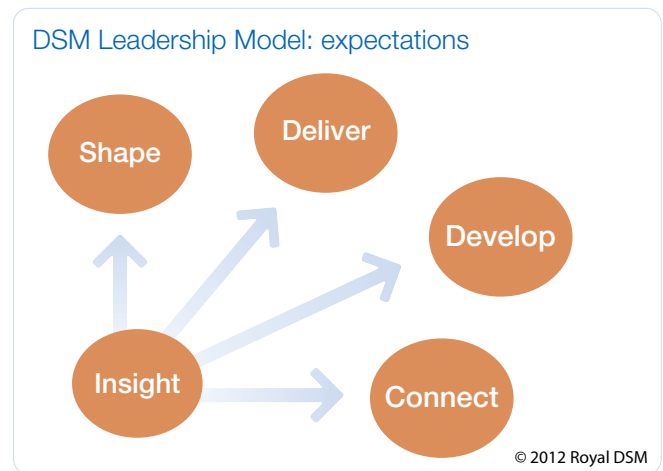 DSM Leadership Model: expectations
Shape
Deliver
Develop
Insight
Connect
© 2012 Royal DSM